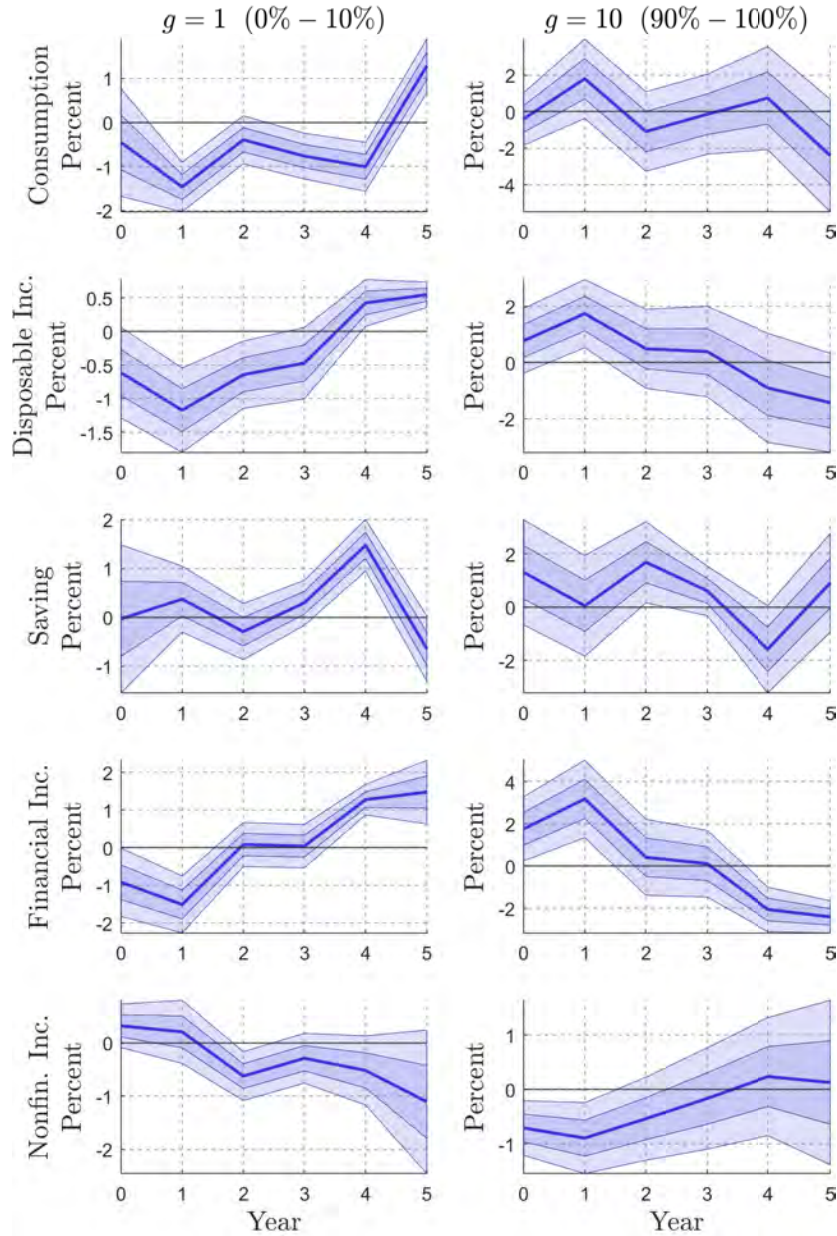 g = 1 (0% − 10%)
g = 10 (90% − 100%)
Consumption
Percent
1
0
-1
-2
0 1 2 3 4 5
Percent
2
0
-2
-4
0 1 2 3 4 5
Disposable Inc.
Percent
0.5
0
-0.5
-1
-1.5
0 1 2 3 4 5
Percent
2
0
-2
0 1 2 3 4 5
Saving
Percent
2
1
0
-1
0 1 2 3 4 5
Percent
2
0
-2
0 1 2 3 4 5
Financial Inc.
Percent
2
1
0
-1
-2
0 1 2 3 4 5
Percent
4
2
0
-2
0 1 2 3 4 5
Nonfin. Inc.
Percent
0
-1
-2
0 1 2 3 4 5
Year
Percent
1
0
-1
0 1 2 3 4 5
Year